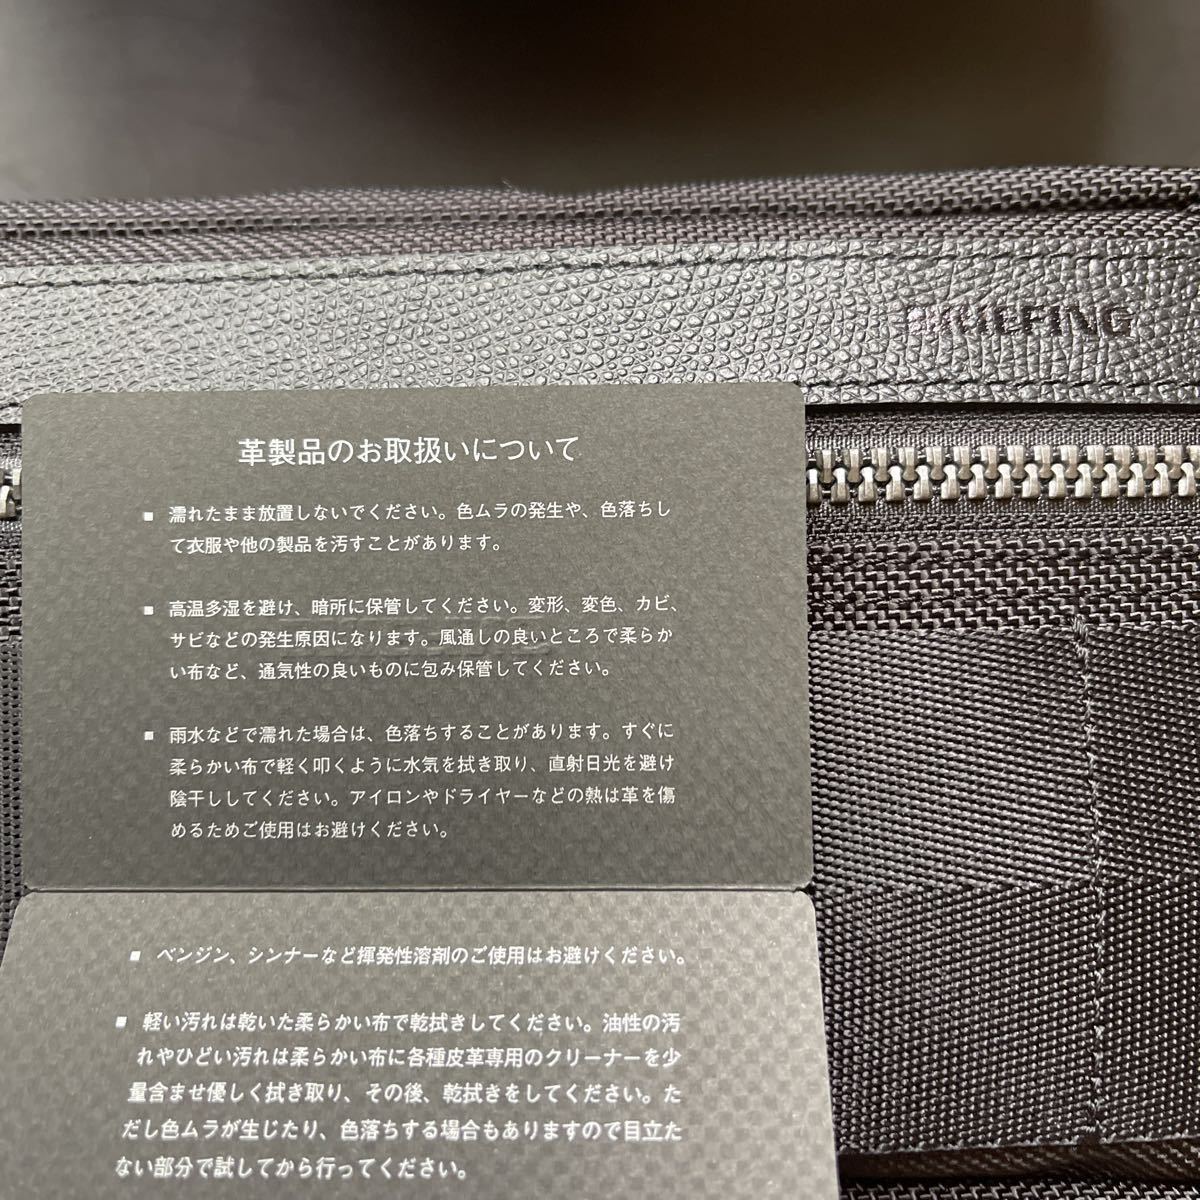 BRIEFING
革製品のお取扱いについて
■ 濡れたまま放置しないでください。色ムラの発生や、色落ちし
て衣服や他の製品を汚すことがあります。
■ 高温多湿を避け、暗所に保管してください。変形、変色、カビ、
サビなどの発生原因になります。風通しの良いところで柔らか
い布など、通気性の良いものに包み保管してください。
■ 雨水などで濡れた場合は、色落ちすることがあります。すぐに
柔らかい布で軽く叩くように水気を拭き取り、直射日光を避け
陰干ししてください。アイロンやドライヤーなどの熱は革を傷
めるためご使用はお避けください。
■ ベンジン、シンナーなど揮発性溶剤のご使用はお避けください。
■ 軽い汚れは乾いた柔らかい布で乾拭きしてください。油性の汚
れやひどい汚れは柔らかい布に各種皮革専用のクリーナーを少
量含ませ優しく拭き取り、その後、乾拭きをしてください。た
だし色ムラが生じたり、色落ちする場合もありますので目立た
ない部分で試してから行ってください。